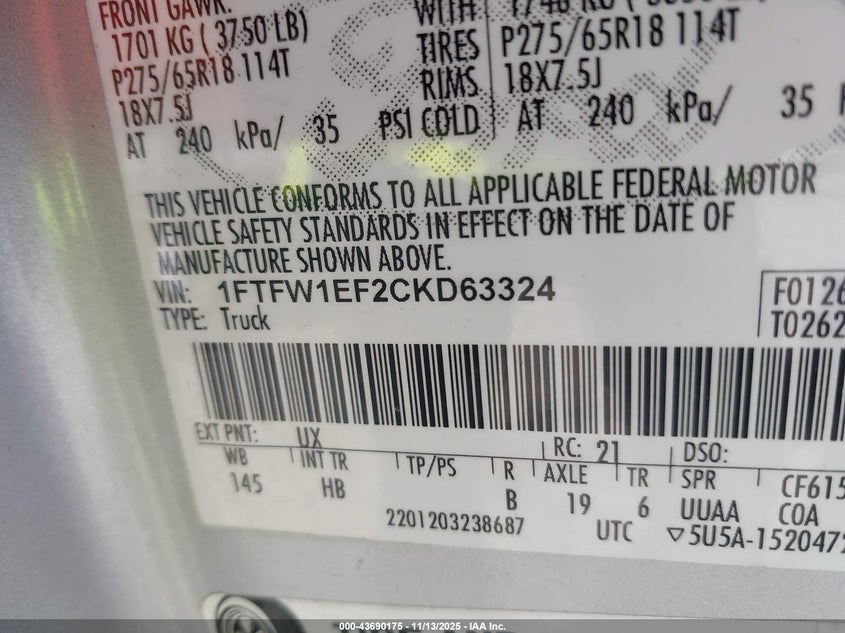 FRONT GAWR:
1701 KG ( 3750 LB)
P275/65R18 114T
18X7.5J
AT 240 kPa/ 35 PSI COLD
WITH
TIRES P275/65R18 114T
RIMS 18X7.5J
AT 240 kPa/ 35
THIS VEHICLE CONFORMS TO ALL APPLICABLE FEDERAL MOTOR
VEHICLE SAFETY STANDARDS IN EFFECT ON THE DATE OF
MANUFACTURE SHOWN ABOVE.
VIN: 1FTFW1EF2CKD63324
TYPE: Truck
F0126
T0262
EXT PNT: UX RC: 21 DSO:
WB INT TR TP/PS R AXLE TR SPR CF615
145 HB B 19 6 UUAA COA
2201203238687 UTC ▽5U5A-1520472
000-43690175 - 11/13/2025 - IAA Inc.